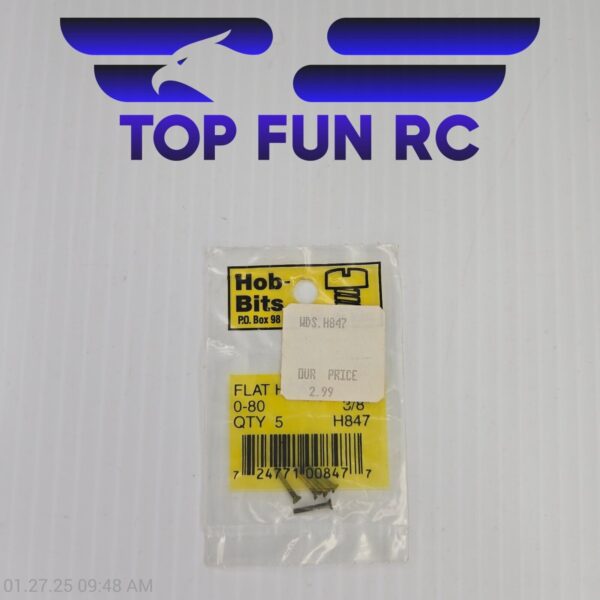 TOP FUN RC
Hob-
Bits
P.O. Box 98
WDS.H847
OUR PRICE
2.99
FLAT
0-80 3/8
QTY 5 H847
7 24771 00847 7
01.27.25 09:48 AM